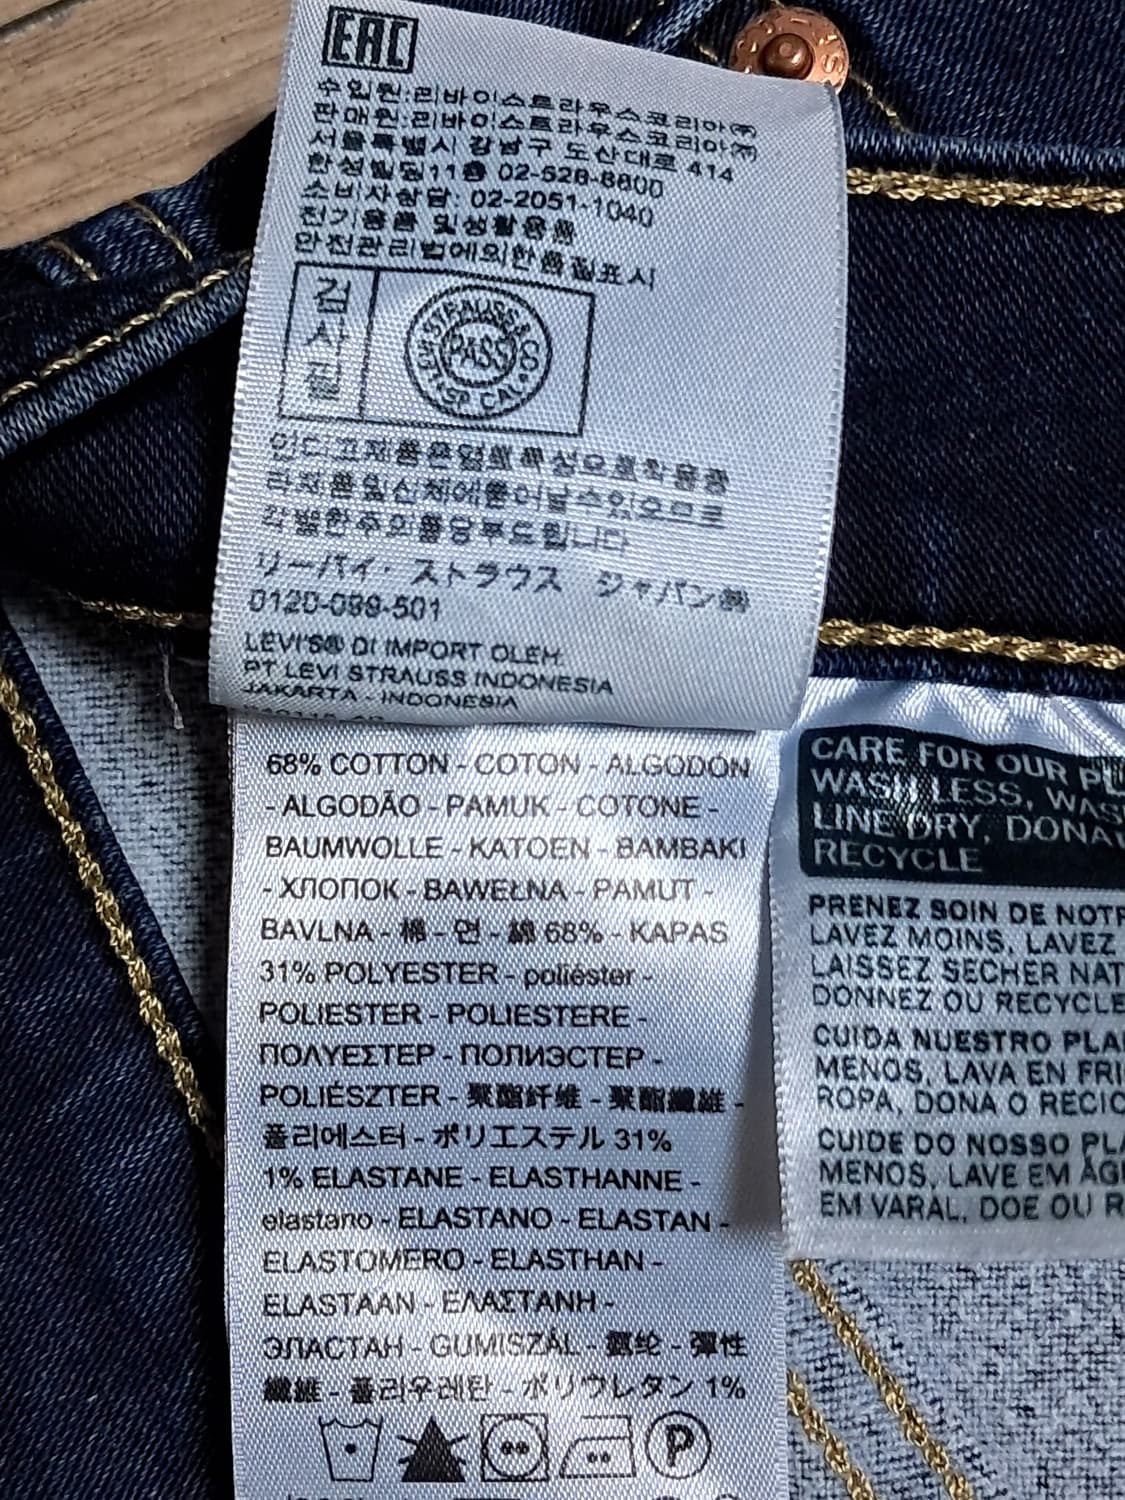 EAC
수입원:리바이스트라우스코리아㈜
판매원:리바이스트라우스코리아㈜
서울특별시 강남구 도산대로 414
한성빌딩11층 02-528-8800
소비자상담: 02-2051-1040
전기용품 및생활용품
안전관리법에의한품질표시
검사필
LEVI STRAUSS & CO
PASS
SF CAL
인디고제품은염료특성으로착용중
타제품및신체에묻어날수있으므로
각별한주의를당부드립니다
リーバイ・ストラウス ジャパン㈱
0120-099-501
LEVI'S® DI IMPORT OLEH:
PT LEVI STRAUSS INDONESIA
JAKARTA - INDONESIA
68% COTTON - COTON - ALGODÓN
- ALGODÃO - PAMUK - COTONE -
BAUMWOLLE - KATOEN - BAMBAKI
- ХЛОПОК - BAWEŁNA - PAMUT -
BAVLNA - 棉 - 면 - 綿 68% - KAPAS
31% POLYESTER - poliéster -
POLIESTER - POLIESTERE -
ΠΟΛΥΕΣΤΕΡ - ПОЛИЭСТЕР -
POLIÉSZTER - 聚酯纤维 - 聚酯纖維 -
폴리에스터 - ポリエステル 31%
1% ELASTANE - ELASTHANNE -
elastano - ELASTANO - ELASTAN -
ELASTOMERO - ELASTHAN -
ELASTAAN - ΕΛΑΣΤΑΝΗ -
ЭЛАСТАН - GUMISZÁL - 氨纶 - 彈性
纖維 - 폴리우레탄 - ポリウレタン 1%
P
CARE FOR OUR
WASH LESS,
LINE DRY,
RECYCLE
PRENEZ SOIN DE
LAVEZ MOINS, LAVEZ
LAISSEZ SECHER
DONNEZ OU
CUIDA NUESTRO
MENOS, LAVA EN
ROPA, DONA O
CUIDE DO NOSSO
MENOS, LAVE EM
EM VARAL, DOE OU